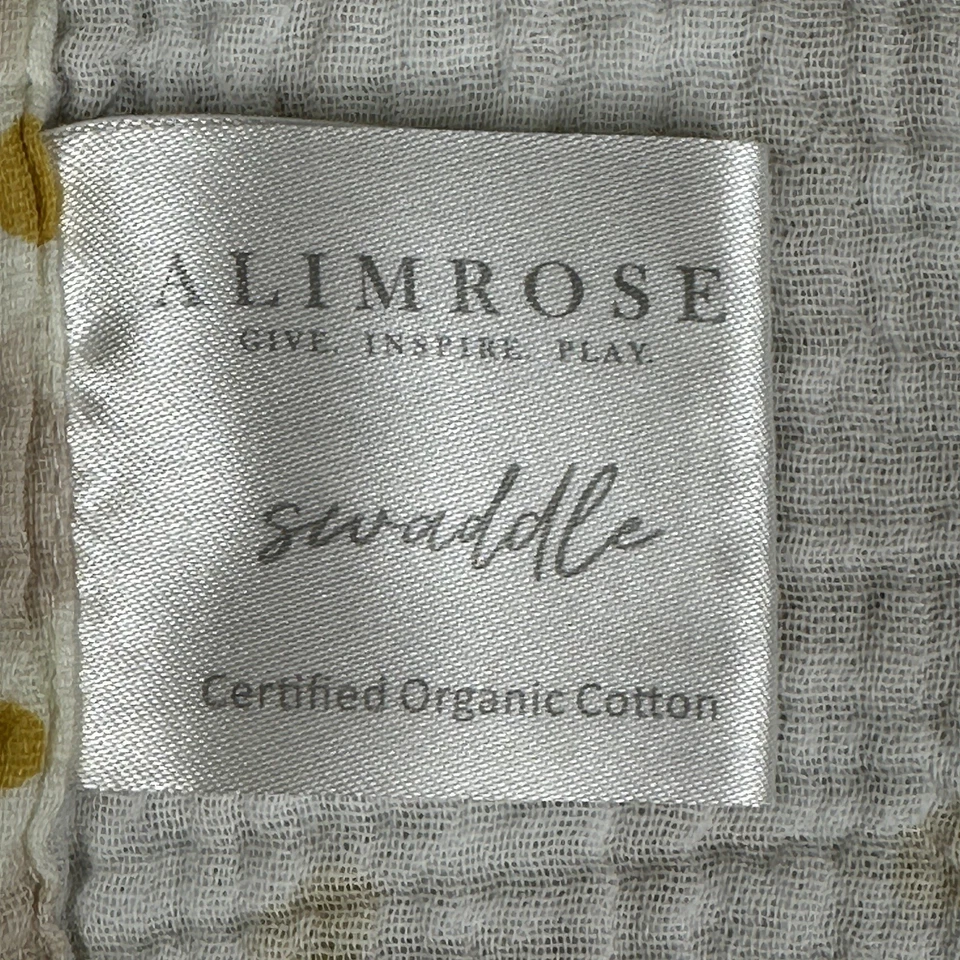 ALIMROSE
GIVE. INSPIRE. PLAY.
swaddle
Certified Organic Cotton